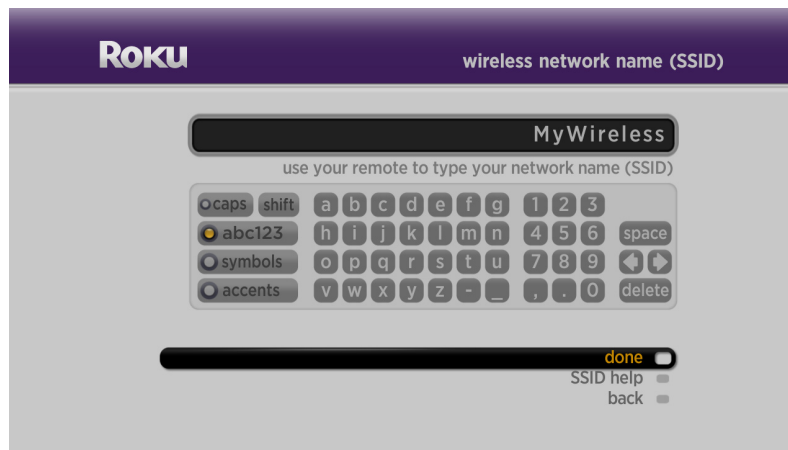 Roku
wireless network name (SSID)
MyWireless
use your remote to type your network name (SSID)
caps shift a b c d e f g 1 2 3
abc123 h i j k l m n 4 5 6 space
symbols o p q r s t u 7 8 9
accents v w x y z - _ , . 0 delete
done
SSID help
back